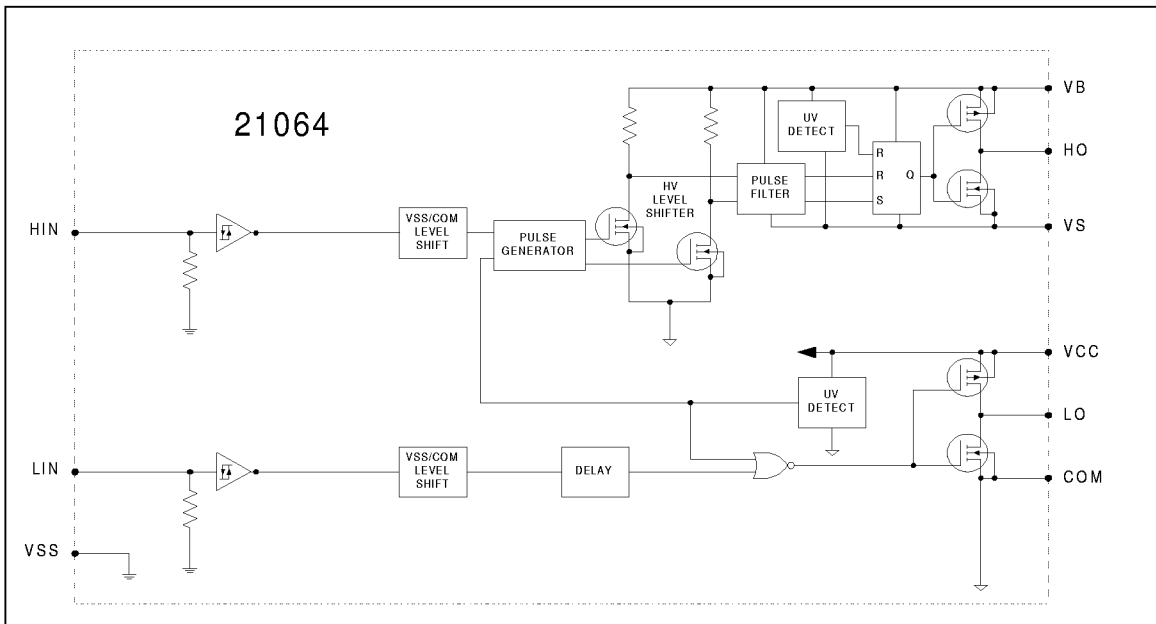 21064
VB
UV
DETECT
HO
R
R
Q
S
PULSE
FILTER
HV
LEVEL
SHIFTER
VS
HIN
VSS/COM
LEVEL
SHIFT
PULSE
GENERATOR
VCC
UV
DETECT
LO
LIN
VSS/COM
LEVEL
SHIFT
DELAY
COM
VSS